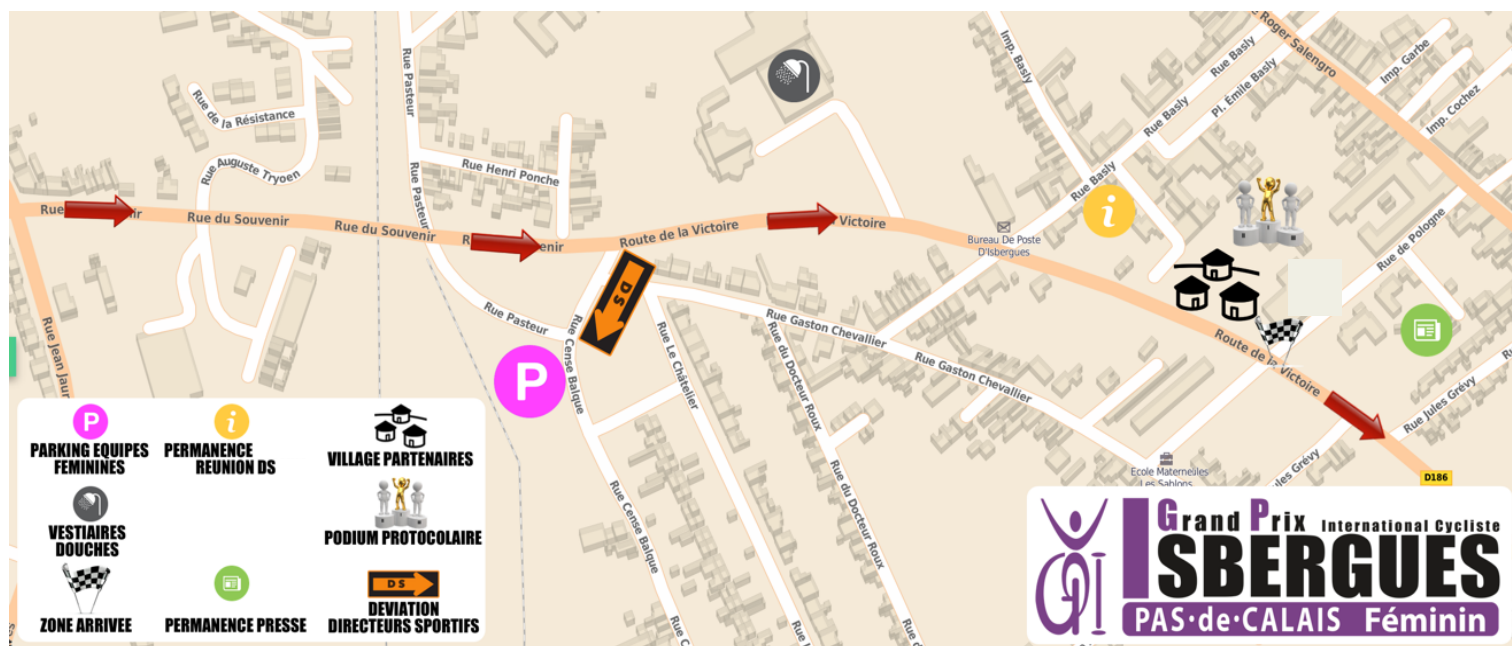 Rue Roger Salengro
Imp. Basly
Rue Basly
Imp. Garbe
Pl. Émile Basly
Rue Pasteur
Rue de la Résistance
Imp. Cochez
Rue Basly
Rue Auguste Tryoen
Rue Henri Ponche
Rue Pasteur
Rue Basly
i
Rue
Rue du Souvenir
Rue du Souvenir
Route de la Victoire
Victoire
Bureau De Poste
D'Isbergues
Rue de Pologne
DS
Rue Pasteur
Rue Cense Balque
Rue Gaston Chevallier
Rue Le Châtelier
Rue du Docteur Roux
Rue Gaston Chevallier
Route de la Victoire
Rue Jean
P
Rue Jules Grévy
Rue du Docteur Roux
Ecole Maternelles
Les Sablons
Grévy
D186
Rue Cense Balque
P
PARKING EQUIPES
FEMININES
i
PERMANENCE
REUNION DS
VILLAGE PARTENAIRES
VESTIAIRES
DOUCHES
PODIUM PROTOCOLAIRE
ZONE ARRIVEE
PERMANENCE PRESSE
DS
DEVIATION
DIRECTEURS SPORTIFS
Grand Prix International Cycliste
ISBERGUES
PAS·de·CALAIS Féminin